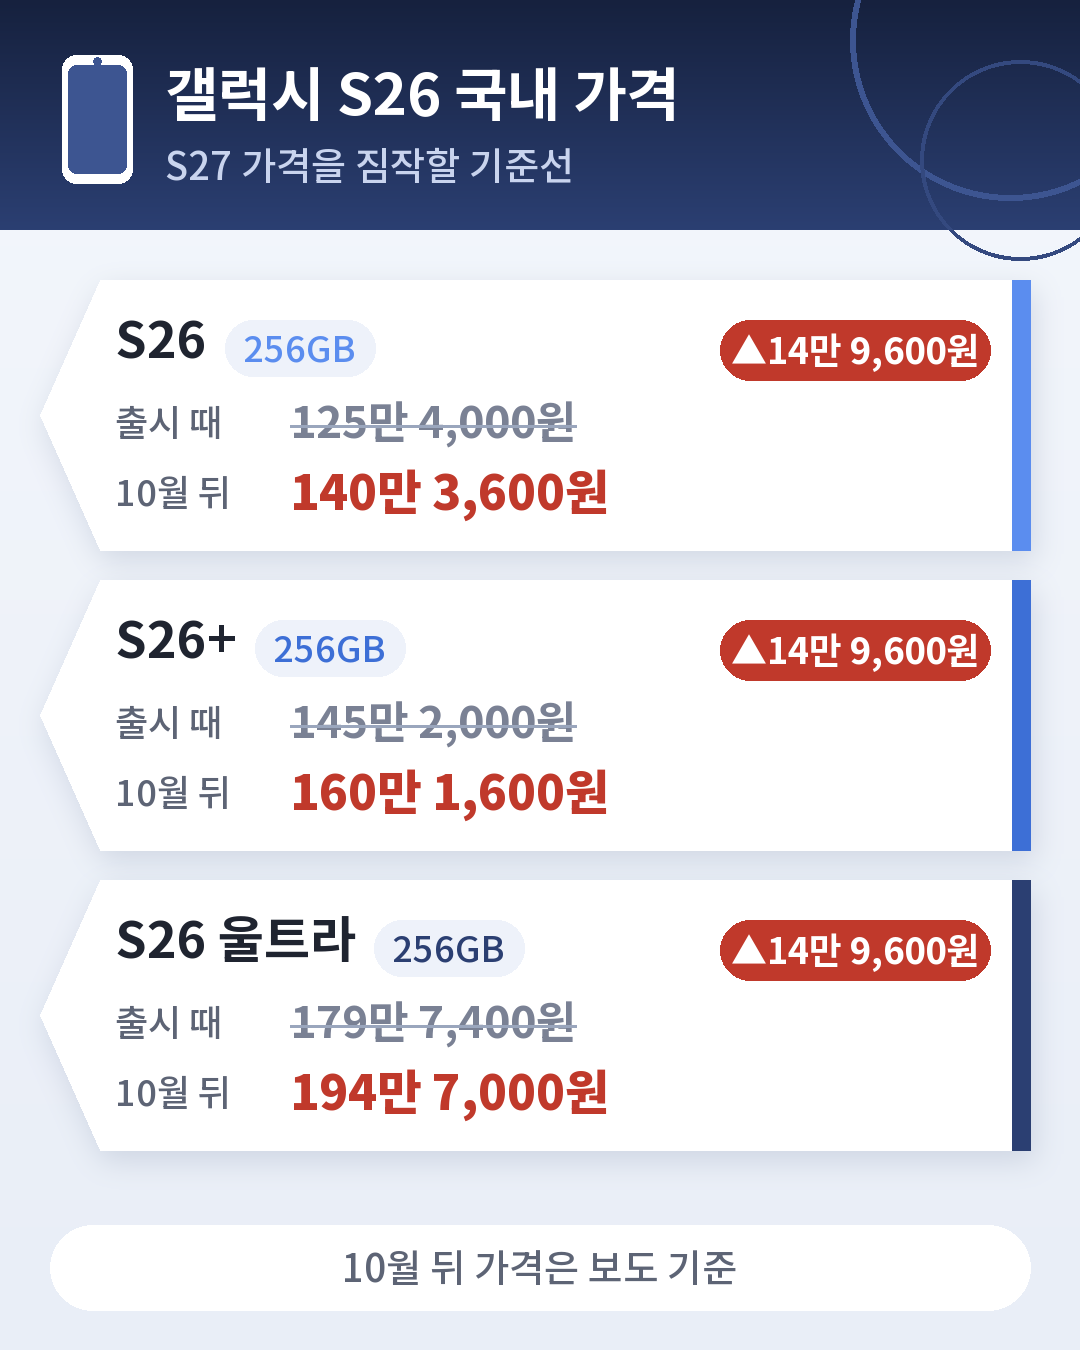 갤럭시 S26 국내 가격
S27 가격을 짐작할 기준선
S26 256GB ▲14만 9,600원
출시 때 125만 4,000원
10월 뒤 140만 3,600원
S26+ 256GB ▲14만 9,600원
출시 때 145만 2,000원
10월 뒤 160만 1,600원
S26 울트라 256GB ▲14만 9,600원
출시 때 179만 7,400원
10월 뒤 194만 7,000원
10월 뒤 가격은 보도 기준